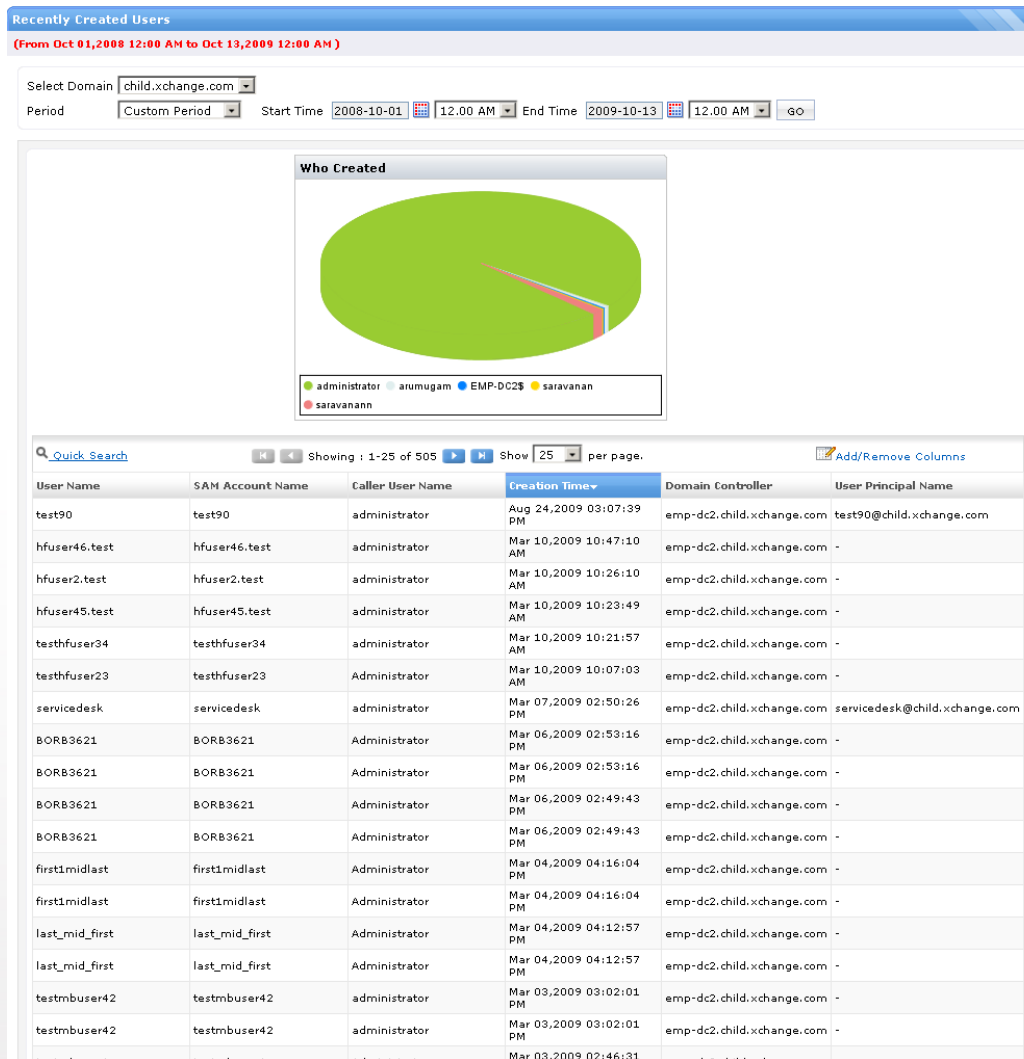 Recently Created Users
(From Oct 01,2008 12:00 AM to Oct 13,2009 12:00 AM )
Select Domain child.xchange.com
Period Custom Period Start Time 2008-10-01 12.00 AM End Time 2009-10-13 12.00 AM GO
Who Created
administrator arumugam EMP-DC2$ saravanan
saravanann
Quick Search Showing : 1-25 of 505 Show 25 per page. Add/Remove Columns
User Name SAM Account Name Caller User Name Creation Time Domain Controller User Principal Name
test90 test90 administrator Aug 24,2009 03:07:39 PM emp-dc2.child.xchange.com test90@child.xchange.com
hfuser46.test hfuser46.test administrator Mar 10,2009 10:47:10 AM emp-dc2.child.xchange.com -
hfuser2.test hfuser2.test administrator Mar 10,2009 10:26:10 AM emp-dc2.child.xchange.com -
hfuser45.test hfuser45.test administrator Mar 10,2009 10:23:49 AM emp-dc2.child.xchange.com -
testhfuser34 testhfuser34 administrator Mar 10,2009 10:21:57 AM emp-dc2.child.xchange.com -
testhfuser23 testhfuser23 administrator Mar 10,2009 10:07:03 AM emp-dc2.child.xchange.com -
servicedesk servicedesk administrator Mar 07,2009 02:50:26 PM emp-dc2.child.xchange.com servicedesk@child.xchange.com
BORB3621 BORB3621 Administrator Mar 06,2009 02:53:16 PM emp-dc2.child.xchange.com -
BORB3621 BORB3621 Administrator Mar 06,2009 02:53:16 PM emp-dc2.child.xchange.com -
BORB3621 BORB3621 Administrator Mar 06,2009 02:49:43 PM emp-dc2.child.xchange.com -
BORB3621 BORB3621 Administrator Mar 06,2009 02:49:43 PM emp-dc2.child.xchange.com -
first1midlast first1midlast Administrator Mar 04,2009 04:16:04 PM emp-dc2.child.xchange.com -
first1midlast first1midlast Administrator Mar 04,2009 04:16:04 PM emp-dc2.child.xchange.com -
last_mid_first last_mid_first Administrator Mar 04,2009 04:12:57 PM emp-dc2.child.xchange.com -
last_mid_first last_mid_first Administrator Mar 04,2009 04:12:57 PM emp-dc2.child.xchange.com -
testmbuser42 testmbuser42 administrator Mar 03,2009 03:02:01 PM emp-dc2.child.xchange.com -
testmbuser42 testmbuser42 administrator Mar 03,2009 03:02:01 PM emp-dc2.child.xchange.com -
Mar 03,2009 02:46:31